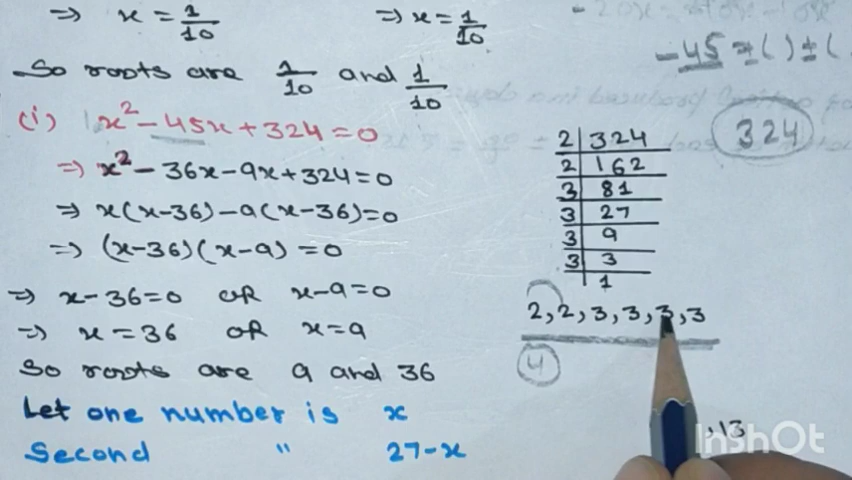 ⇒ x = 1/10 ⇒ x = 1/10
So roots are 1/10 and 1/10
-45 = ( ) ± (
(i) x² - 45x + 324 = 0
324
⇒ x² - 36x - 9x + 324 = 0
⇒ x(x-36) - 9(x-36) = 0
⇒ (x-36)(x-9) = 0
⇒ x-36=0 or x-9=0
⇒ x = 36 or x = 9
So roots are 9 and 36
Let one number is x
Second " 27-x
2 | 324
2 | 162
3 | 81
3 | 27
3 | 9
3 | 3
1
2, 2, 3, 3, 3, 3
4
, 13
InShOt